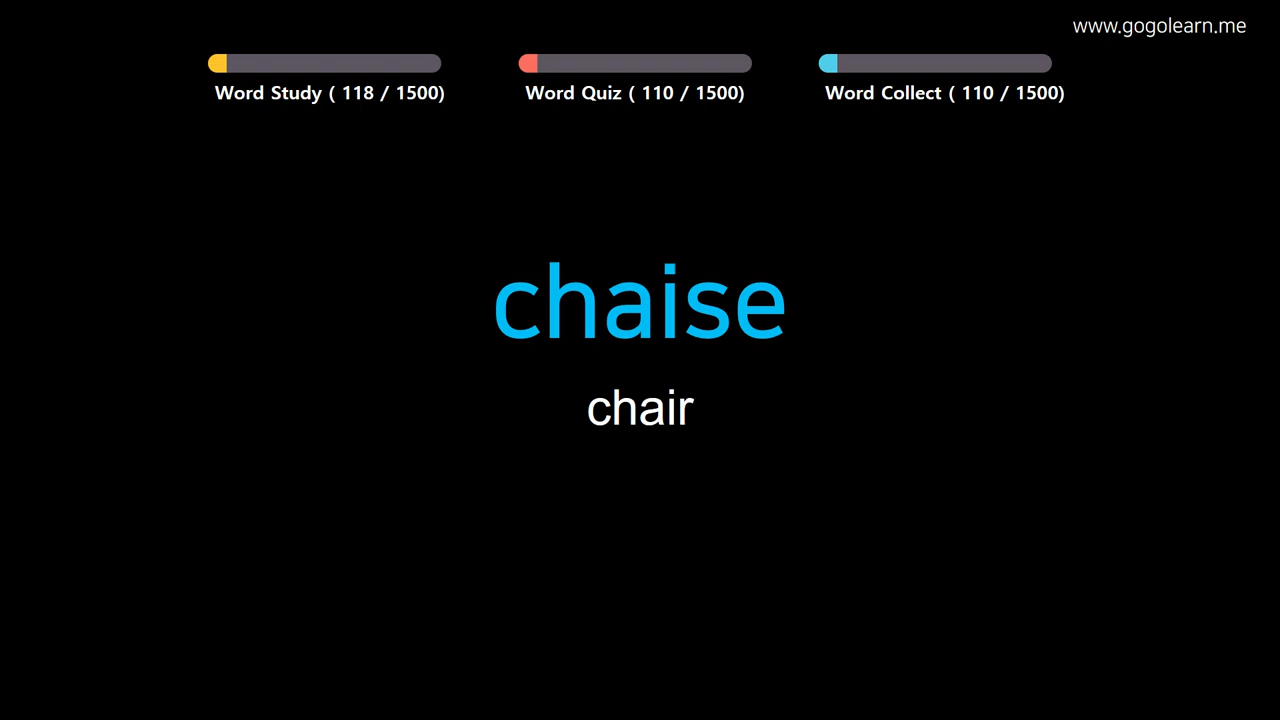 www.gogolearn.me
Word Study ( 118 / 1500)
Word Quiz ( 110 / 1500)
Word Collect ( 110 / 1500)
chaise
chair